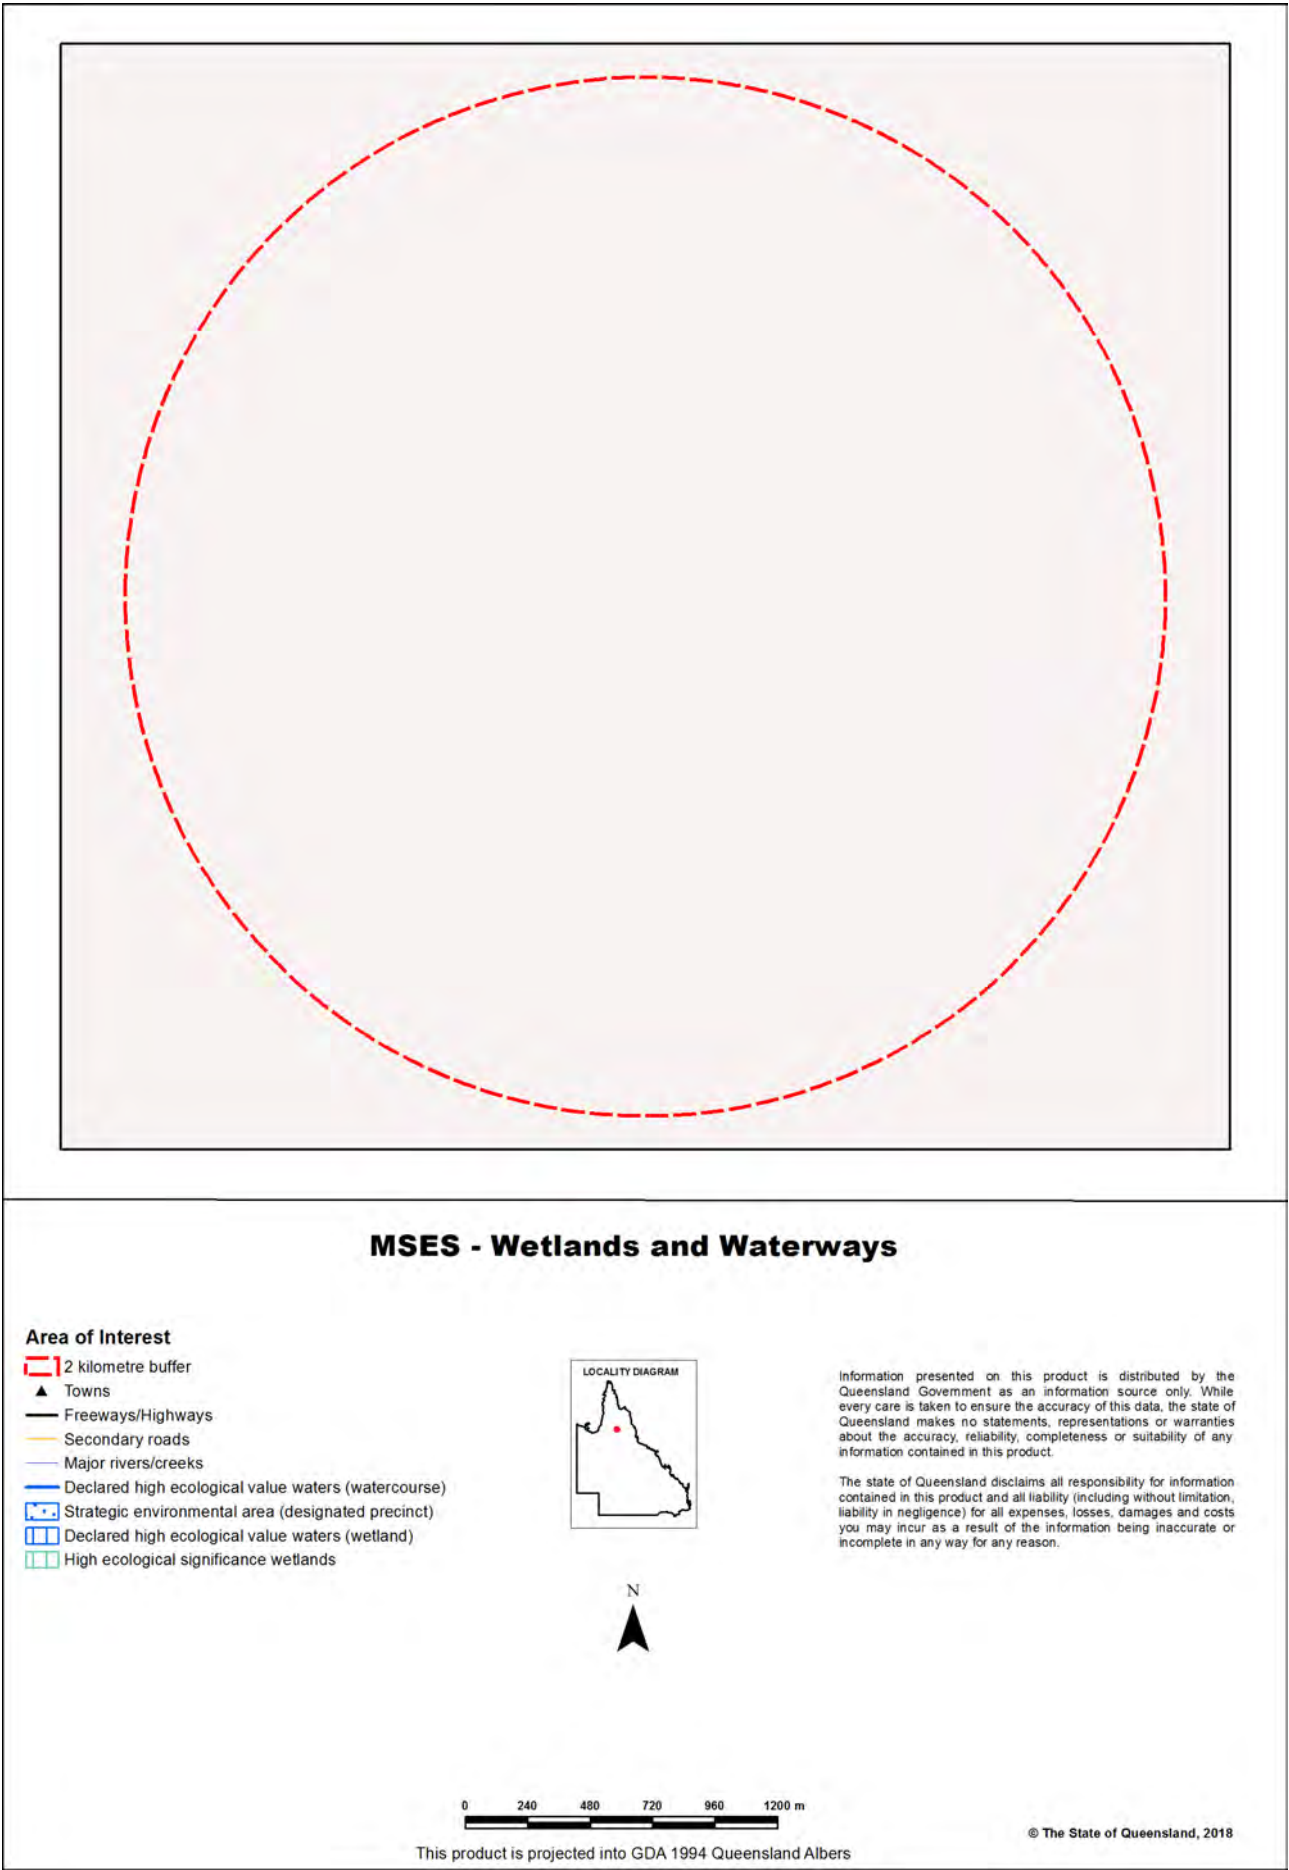 MSES - Wetlands and Waterways
Area of Interest
2 kilometre buffer
Towns
Freeways/Highways
Secondary roads
Major rivers/creeks
Declared high ecological value waters (watercourse)
Strategic environmental area (designated precinct)
Declared high ecological value waters (wetland)
High ecological significance wetlands
LOCALITY DIAGRAM
N
Information presented on this product is distributed by the
Queensland Government as an information source only. While
every care is taken to ensure the accuracy of this data, the state of
Queensland makes no statements, representations or warranties
about the accuracy, reliability, completeness or suitability of any
information contained in this product.
The state of Queensland disclaims all responsibility for information
contained in this product and all liability (including without limitation,
liability in negligence) for all expenses, losses, damages and costs
you may incur as a result of the information being inaccurate or
incomplete in any way for any reason.
0 240 480 720 960 1200 m
This product is projected into GDA 1994 Queensland Albers
© The State of Queensland, 2018